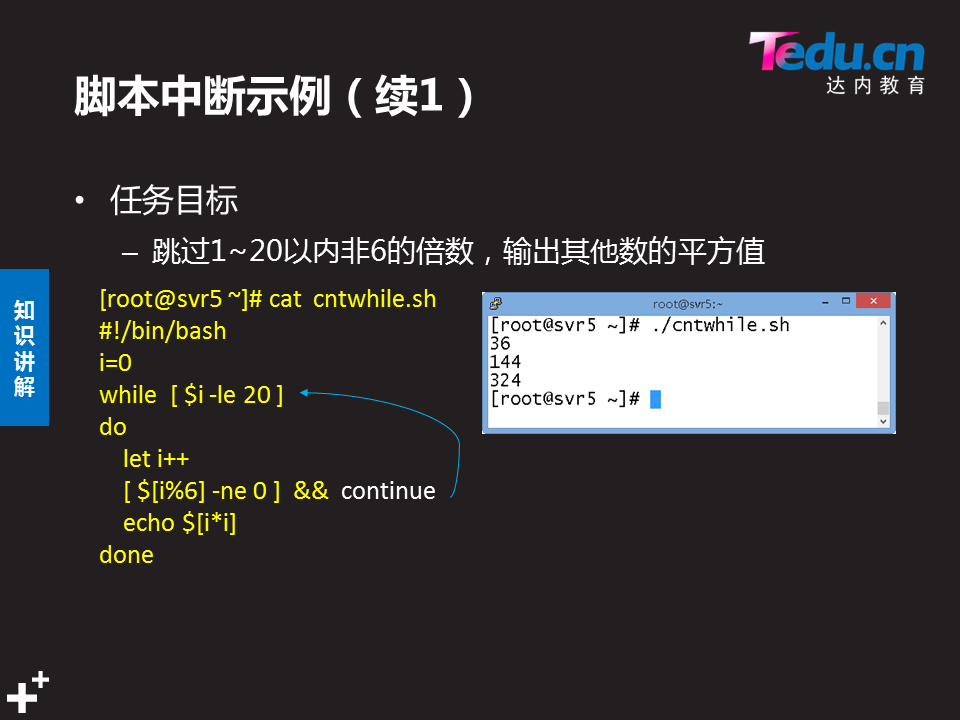 Tedu.cn
达内教育
脚本中断示例（续1）
• 任务目标
– 跳过1~20以内非6的倍数，输出其他数的平方值
知识讲解
[root@svr5 ~]# cat cntwhile.sh
#!/bin/bash
i=0
while [ $i -le 20 ]
do
let i++
[ $[i%6] -ne 0 ] && continue
echo $[i*i]
done
root@svr5:~
[root@svr5 ~]# ./cntwhile.sh
36
144
324
[root@svr5 ~]#